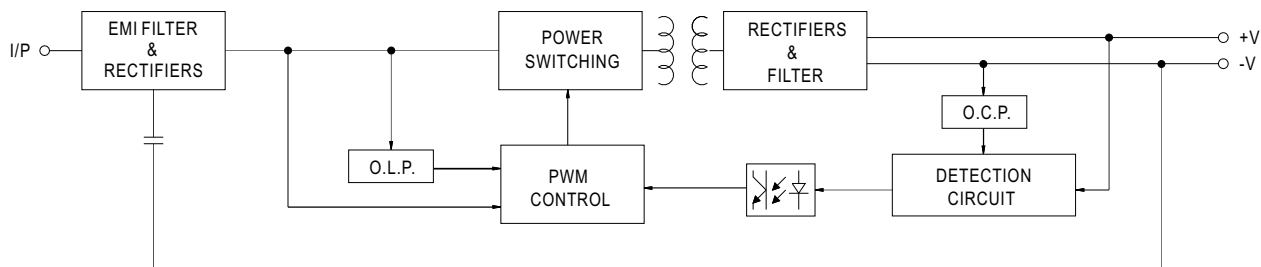 I/P
EMI FILTER
&
RECTIFIERS
POWER
SWITCHING
RECTIFIERS
&
FILTER
+V
-V
O.C.P.
O.L.P.
PWM
CONTROL
DETECTION
CIRCUIT